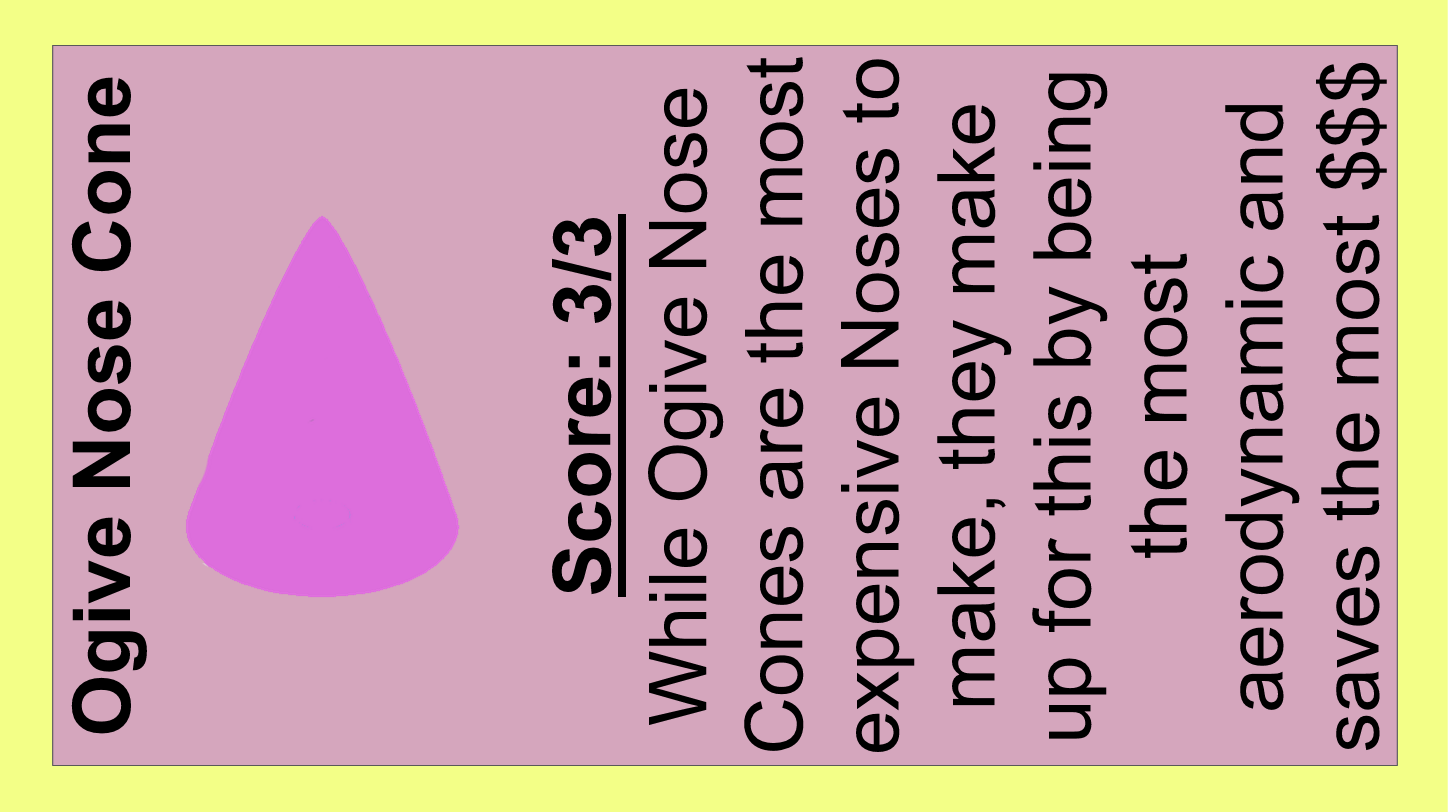 Ogive Nose Cone
Score: 3/3
While Ogive Nose
Cones are the most
expensive Noses to
make, they make
up for this by being
the most
aerodynamic and
saves the most $$$